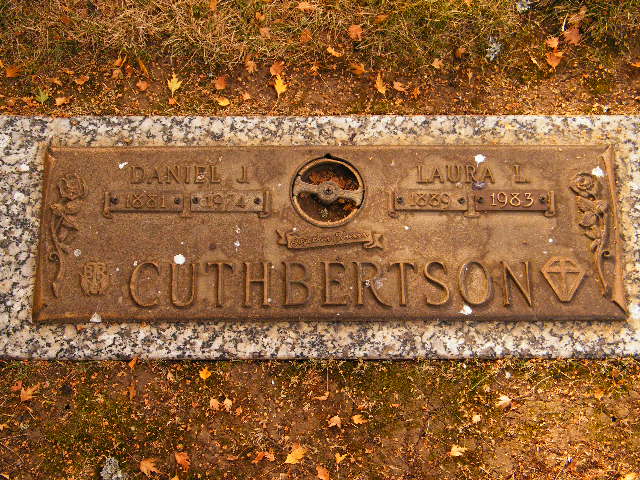 DANIEL J.
1881 1974
LAURA L.
1889 1983
CUTHBERTSON